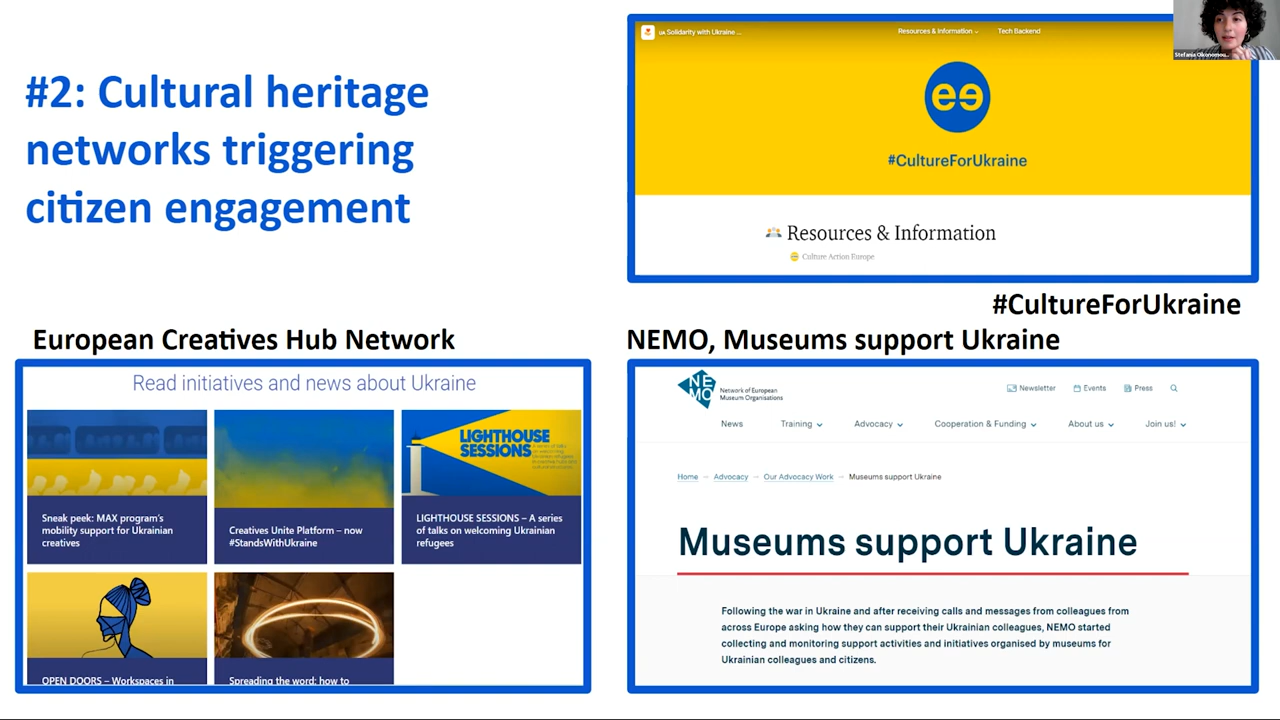 #2: Cultural heritage
networks triggering
citizen engagement
UA Solidarity with Ukraine ...
Resources & Information
Tech Backend
#CultureForUkraine
Resources & Information
Culture Action Europe
Stefania Oikonomou...
#CultureForUkraine
European Creatives Hub Network
Read initiatives and news about Ukraine
Sneak peek: MAX program's
mobility support for Ukrainian
creatives
Creatives Unite Platform – now
#StandsWithUkraine
LIGHTHOUSE
SESSIONS
LIGHTHOUSE SESSIONS – A series
of talks on welcoming Ukrainian
refugees
OPEN DOORS – Workspaces in
Spreading the word: how to
NEMO, Museums support Ukraine
NE
MO
Network of European
Museum Organisations
Newsletter
Events
Press
News
Training
Advocacy
Cooperation & Funding
About us
Join us!
Home → Advocacy → Our Advocacy Work → Museums support Ukraine
Museums support Ukraine
Following the war in Ukraine and after receiving calls and messages from colleagues from
across Europe asking how they can support their Ukrainian colleagues, NEMO started
collecting and monitoring support activities and initiatives organised by museums for
Ukrainian colleagues and citizens.